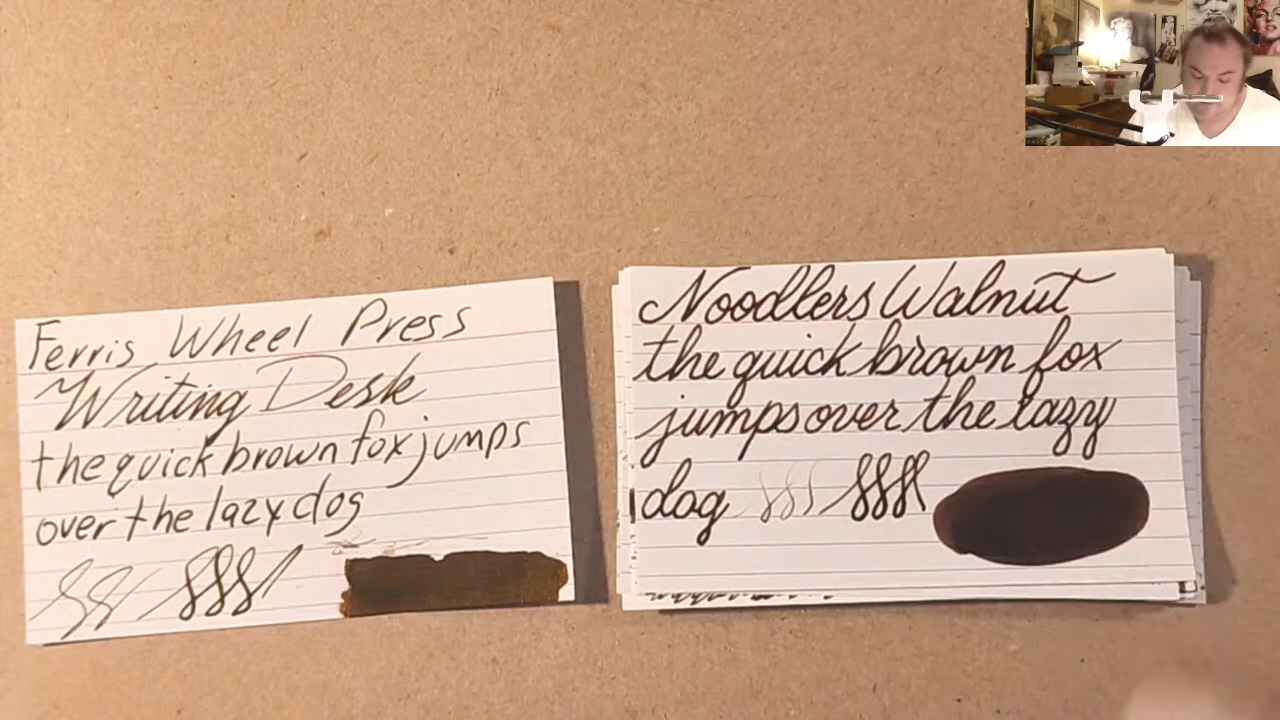 Ferris Wheel Press
Writing Desk
the quick brown fox jumps
over the lazy dog
Noodlers Walnut
the quick brown fox
jumps over the lazy
dog